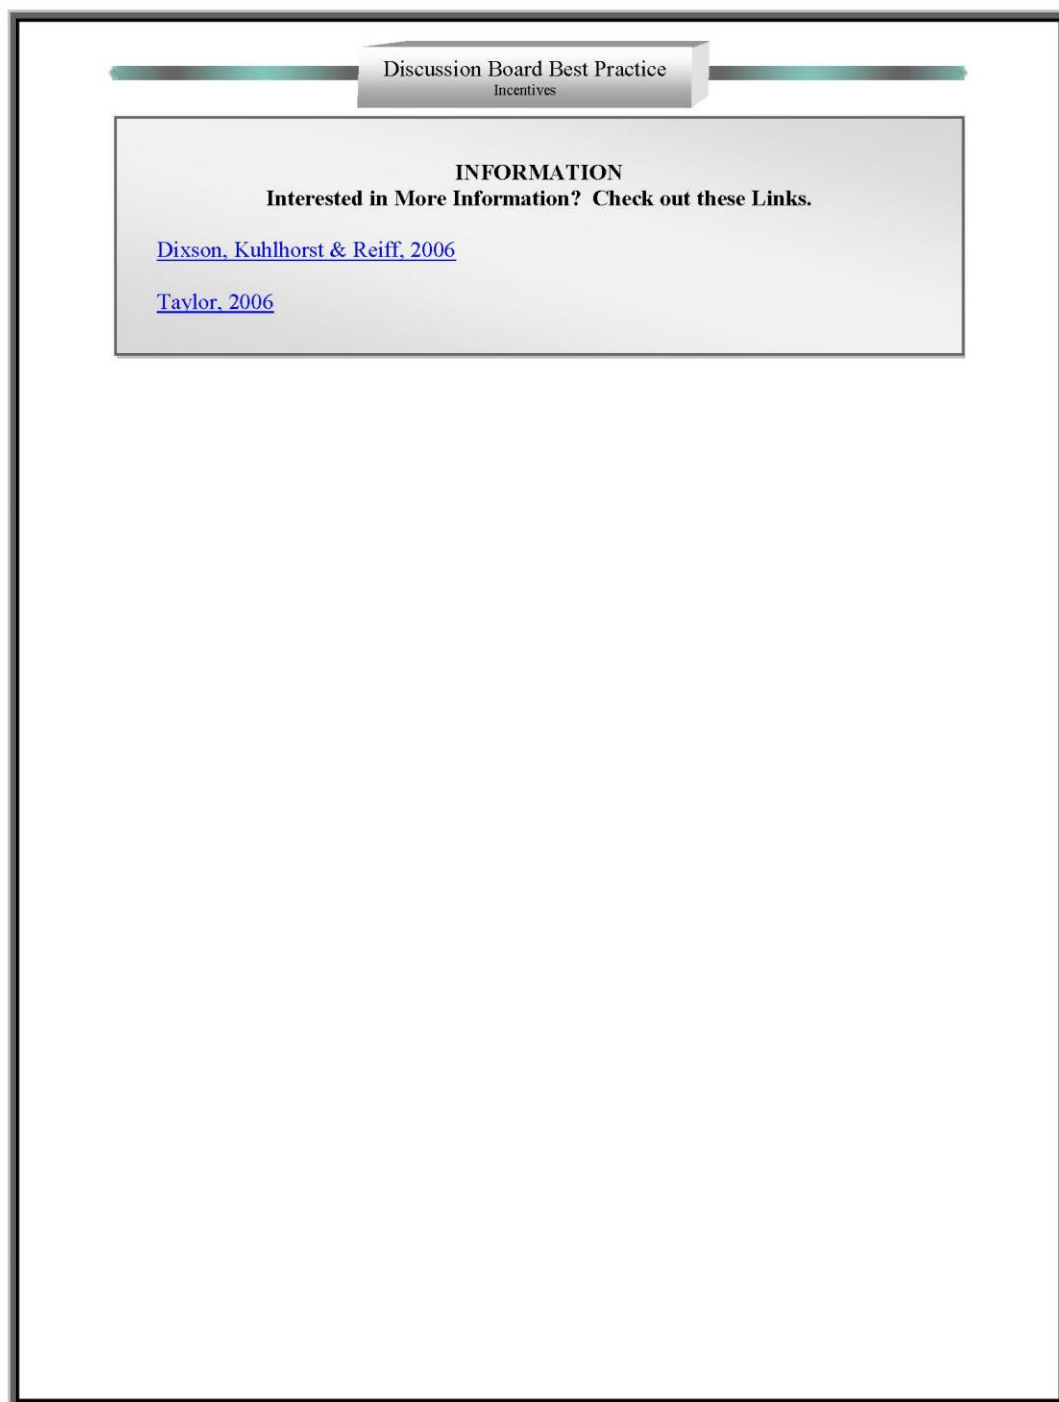 Discussion Board Best Practice
Incentives
INFORMATION
Interested in More Information?  Check out these Links.
Dixson, Kuhlhorst & Reiff, 2006
Taylor, 2006